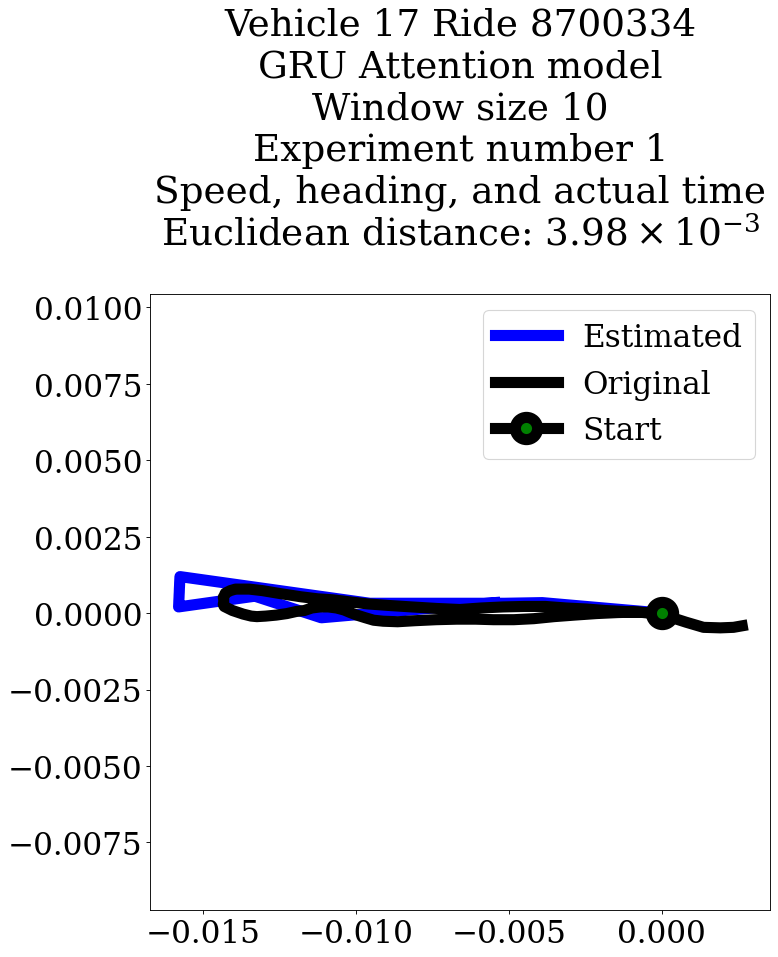 Vehicle 17 Ride 8700334
GRU Attention model
Window size 10
Experiment number 1
Speed, heading, and actual time
Euclidean distance: 3.98 × 10⁻³
Estimated
Original
Start
0.0100
0.0075
0.0050
0.0025
0.0000
−0.0025
−0.0050
−0.0075
−0.015 −0.010 −0.005 0.000